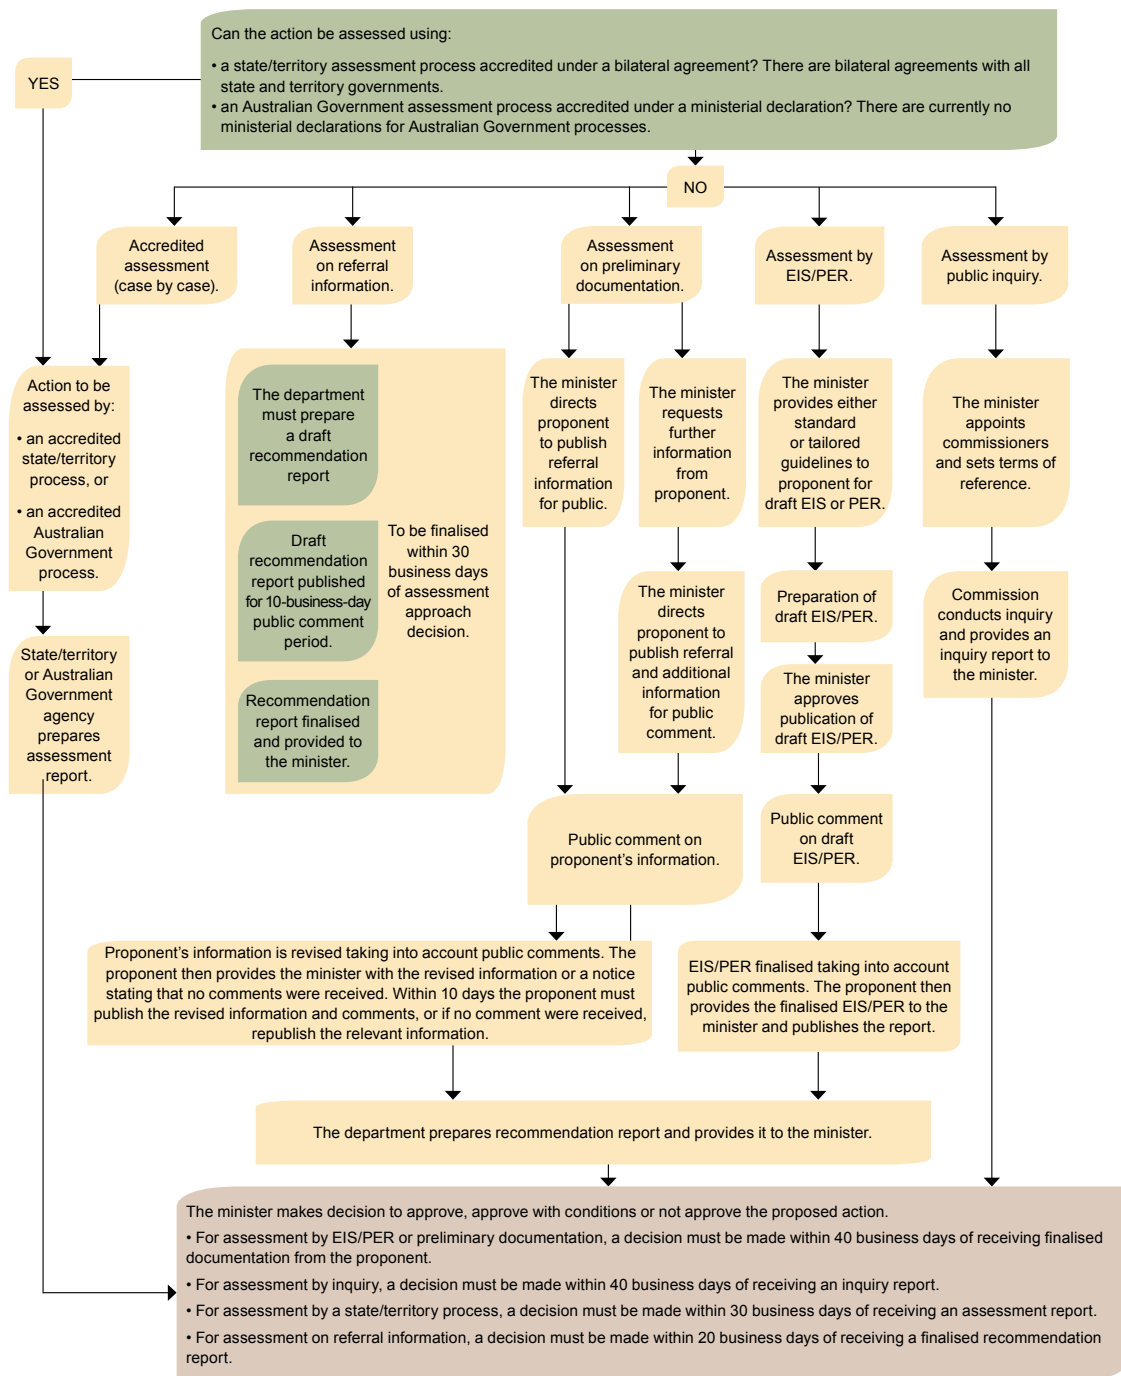 Can the action be assessed using:
• a state/territory assessment process accredited under a bilateral agreement? There are bilateral agreements with all
state and territory governments.
• an Australian Government assessment process accredited under a ministerial declaration? There are currently no
ministerial declarations for Australian Government processes.
YES
NO
Accredited
assessment
(case by case).
Assessment
on referral
information.
Assessment
on preliminary
documentation.
Assessment by
EIS/PER.
Assessment by
public inquiry.
Action to be
assessed by:
• an accredited
state/territory
process, or
• an accredited
Australian
Government
process.
State/territory
or Australian
Government
agency
prepares
assessment
report.
The department
must prepare
a draft
recommendation
report
Draft
recommendation
report published
for 10-business-day
public comment
period.
Recommendation
report finalised
and provided to
the minister.
To be finalised
within 30
business days
of assessment
approach
decision.
The minister
directs
proponent
to publish
referral
information
for public.
The minister
requests
further
information
from
proponent.
The minister
directs
proponent to
publish referral
and additional
information
for public
comment.
Public comment on
proponent’s information.
The minister
provides either
standard
or tailored
guidelines to
proponent for
draft EIS or PER.
Preparation of
draft EIS/PER.
The minister
approves
publication of
draft EIS/PER.
Public comment
on draft
EIS/PER.
The minister
appoints
commissioners
and sets terms of
reference.
Commission
conducts inquiry
and provides an
inquiry report to
the minister.
Proponent’s information is revised taking into account public comments. The
proponent then provides the minister with the revised information or a notice
stating that no comments were received. Within 10 days the proponent must
publish the revised information and comments, or if no comment were received,
republish the relevant information.
EIS/PER finalised taking into account
public comments. The proponent then
provides the finalised EIS/PER to the
minister and publishes the report.
The department prepares recommendation report and provides it to the minister.
The minister makes decision to approve, approve with conditions or not approve the proposed action.
• For assessment by EIS/PER or preliminary documentation, a decision must be made within 40 business days of receiving finalised
documentation from the proponent.
• For assessment by inquiry, a decision must be made within 40 business days of receiving an inquiry report.
• For assessment by a state/territory process, a decision must be made within 30 business days of receiving an assessment report.
• For assessment on referral information, a decision must be made within 20 business days of receiving a finalised recommendation
report.